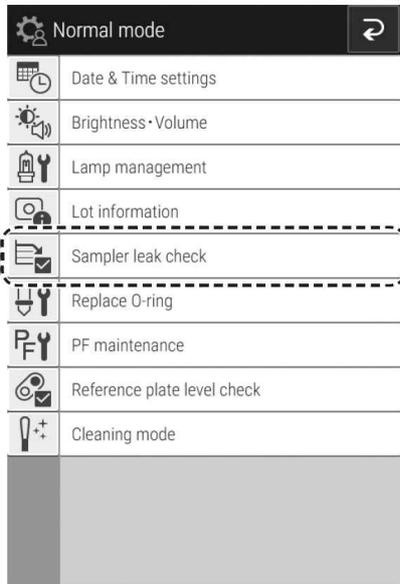 Normal mode
Date & Time settings
Brightness・Volume
Lamp management
Lot information
Sampler leak check
Replace O-ring
PF
PF maintenance
Reference plate level check
Cleaning mode